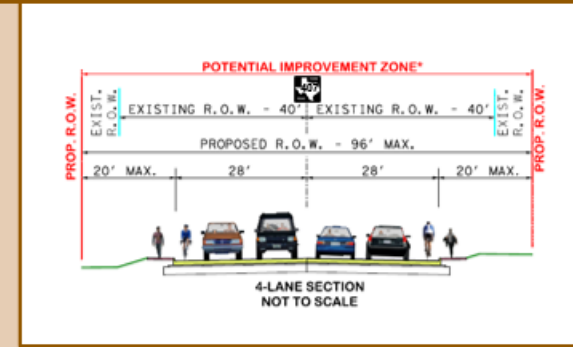 POTENTIAL IMPROVEMENT ZONE*
407
PROP. R.O.W.
EXIST.
R.O.W.
EXISTING R.O.W. - 40'
EXISTING R.O.W. - 40'
EXIST.
R.O.W.
PROP. R.O.W.
PROPOSED R.O.W. - 96' MAX.
20' MAX.
28'
28'
20' MAX.
4-LANE SECTION
NOT TO SCALE